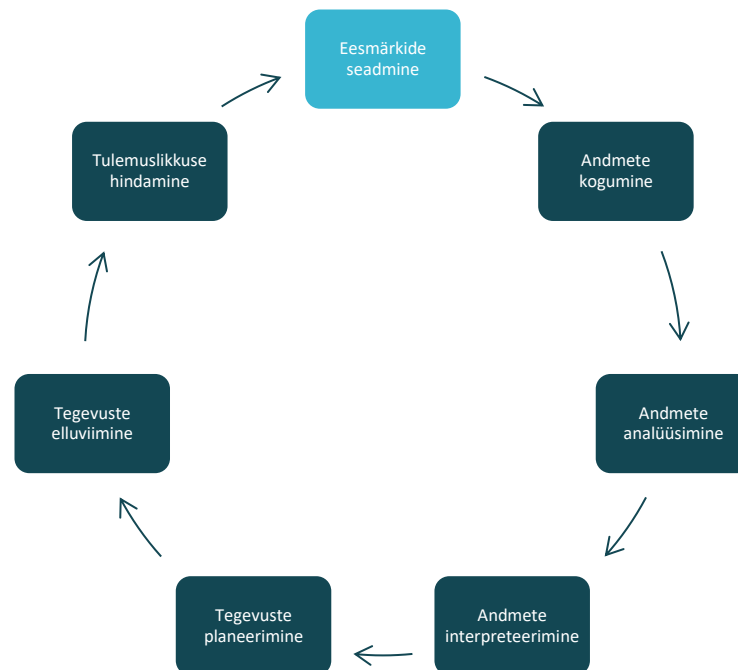 Eesmärkide
seadmine
Andmete
kogumine
Andmete
analüüsimine
Andmete
interpreteerimine
Tegevuste
planeerimine
Tegevuste
elluviimine
Tulemuslikkuse
hindamine